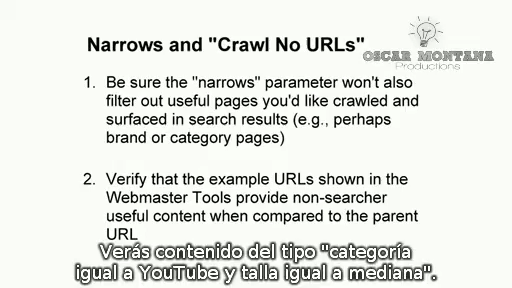 Narrows and "Crawl No URLs"
OSCAR MONTANA
Productions
1. Be sure the "narrows" parameter won't also
filter out useful pages you'd like crawled and
surfaced in search results (e.g., perhaps
brand or category pages)
2. Verify that the example URLs shown in the
Webmaster Tools provide non-searcher
useful content when compared to the parent
URL
Verás contenido del tipo "categoría
igual a YouTube y talla igual a mediana".